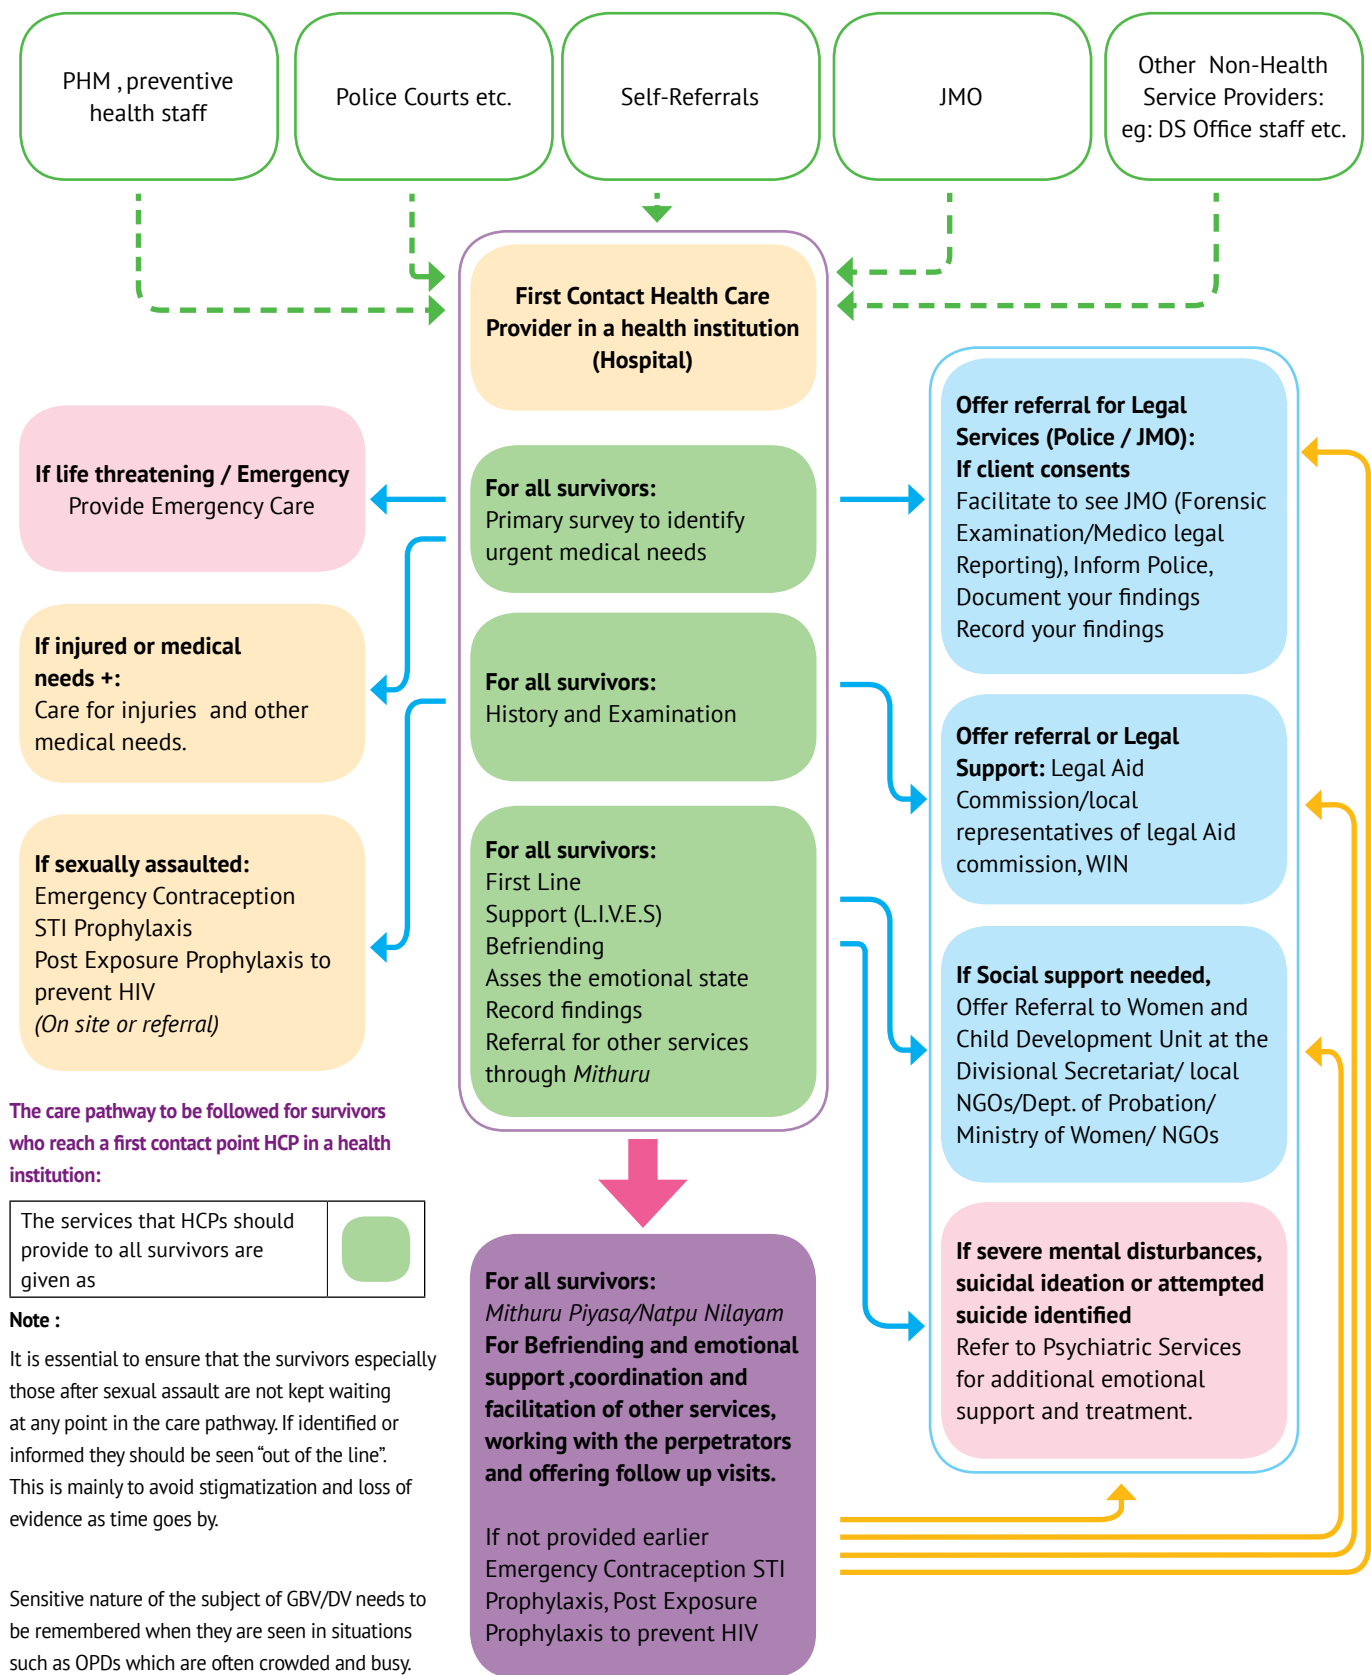 PHM , preventive
health staff
Police Courts etc.
Self-Referrals
JMO
Other Non-Health
Service Providers:
eg: DS Office staff etc.
First Contact Health Care
Provider in a health institution
(Hospital)
If life threatening / Emergency
Provide Emergency Care
For all survivors:
Primary survey to identify
urgent medical needs
Offer referral for Legal
Services (Police / JMO):
If client consents
Facilitate to see JMO (Forensic
Examination/Medico legal
Reporting), Inform Police,
Document your findings
Record your findings
If injured or medical
needs +:
Care for injuries and other
medical needs.
For all survivors:
History and Examination
Offer referral or Legal
Support: Legal Aid
Commission/local
representatives of legal Aid
commission, WIN
If sexually assaulted:
Emergency Contraception
STI Prophylaxis
Post Exposure Prophylaxis to
prevent HIV
(On site or referral)
For all survivors:
First Line
Support (L.I.V.E.S)
Befriending
Asses the emotional state
Record findings
Referral for other services
through Mithuru
If Social support needed,
Offer Referral to Women and
Child Development Unit at the
Divisional Secretariat/ local
NGOs/Dept. of Probation/
Ministry of Women/ NGOs
The care pathway to be followed for survivors
who reach a first contact point HCP in a health
institution:
The services that HCPs should
provide to all survivors are
given as
If severe mental disturbances,
suicidal ideation or attempted
suicide identified
Refer to Psychiatric Services
for additional emotional
support and treatment.
For all survivors:
Mithuru Piyasa/Natpu Nilayam
For Befriending and emotional
support ,coordination and
facilitation of other services,
working with the perpetrators
and offering follow up visits.
If not provided earlier
Emergency Contraception STI
Prophylaxis, Post Exposure
Prophylaxis to prevent HIV
Note :
It is essential to ensure that the survivors especially
those after sexual assault are not kept waiting
at any point in the care pathway. If identified or
informed they should be seen “out of the line”.
This is mainly to avoid stigmatization and loss of
evidence as time goes by.
Sensitive nature of the subject of GBV/DV needs to
be remembered when they are seen in situations
such as OPDs which are often crowded and busy.